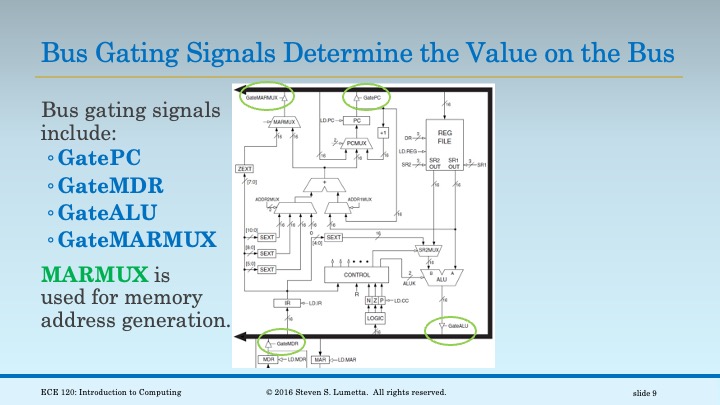 Bus Gating Signals Determine the Value on the Bus
Bus gating signals
include:
◦GatePC
◦GateMDR
◦GateALU
◦GateMARMUX
MARMUX is
used for memory
address generation.
GateMARMUX
GatePC
MARMUX
LD.PC
PC
+1
PCMUX
REG
FILE
DR
3
LD.REG
SR2
3
SR2
OUT
SR1
OUT
3
SR1
16
ZEXT
[7:0]
+
ADDR2MUX
ADDR1MUX
16
[10:0]
SEXT
0
[4:0]
SEXT
16
[8:0]
SEXT
[5:0]
SEXT
SR2MUX
CONTROL
2
ALUK
B
A
ALU
R
IR
LD.IR
N Z P
LD.CC
LOGIC
16
GateALU
GateMDR
MDR
LD.MDR
MAR
LD.MAR
ECE 120: Introduction to Computing
© 2016 Steven S. Lumetta. All rights reserved.
slide 9